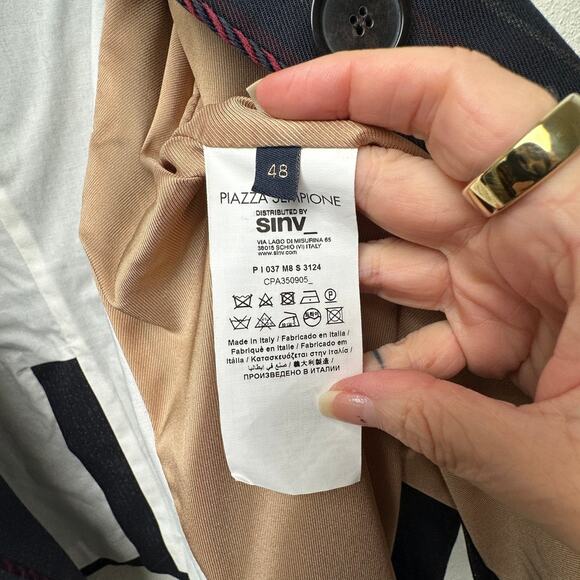 48
PIAZZA SEMPIONE
DISTRIBUTED BY
sinv_
VIA LAGO DI MISURINA 65
36015 SCHIO (VI) ITALY
www.sinv.com
P I 037 M8 S 3124
CPA350905_
Made in Italy / Fabricado en Italia /
Fabriqué en Italie / Fabricado em
Itália / Κατασκευάζεται στην Ιταλία /
صنع في إيطاليا / 意大利製造
ПРОИЗВЕДЕНО В ИТАЛИИ